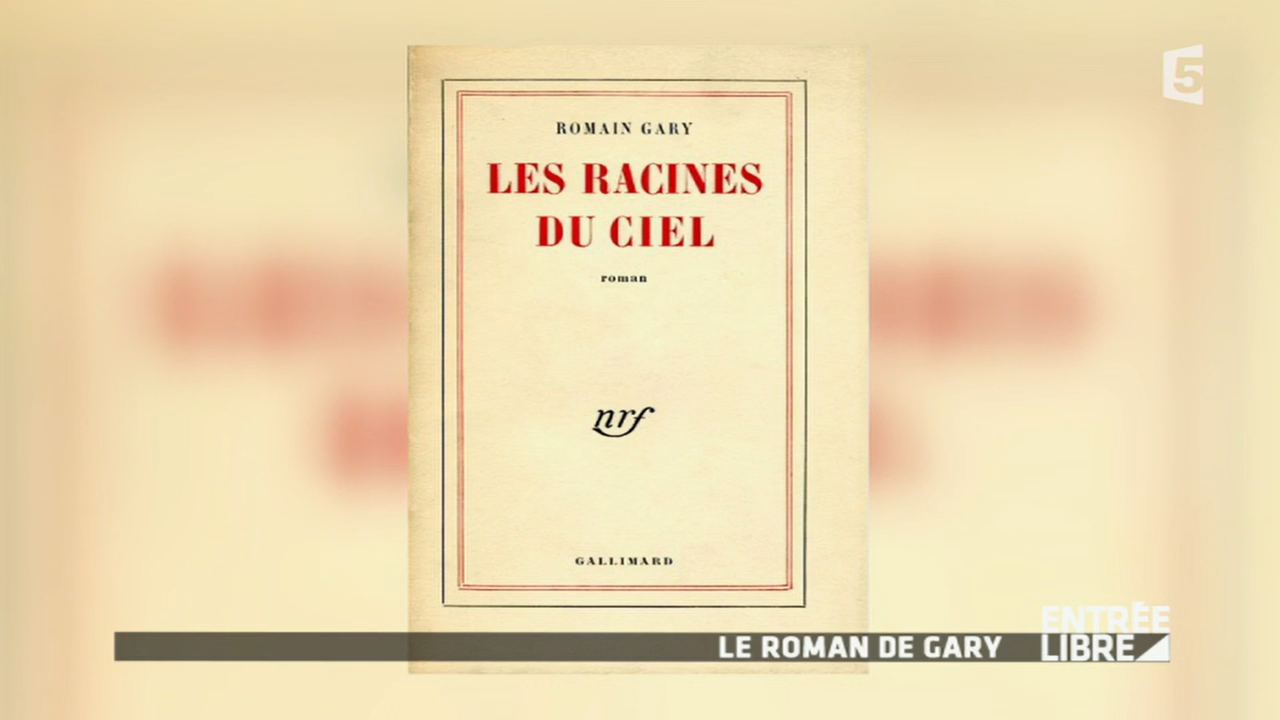 5
ROMAIN GARY
LES RACINES
DU CIEL
roman
nrf
GALLIMARD
LE ROMAN DE GARY
ENTRÉE
LIBRE